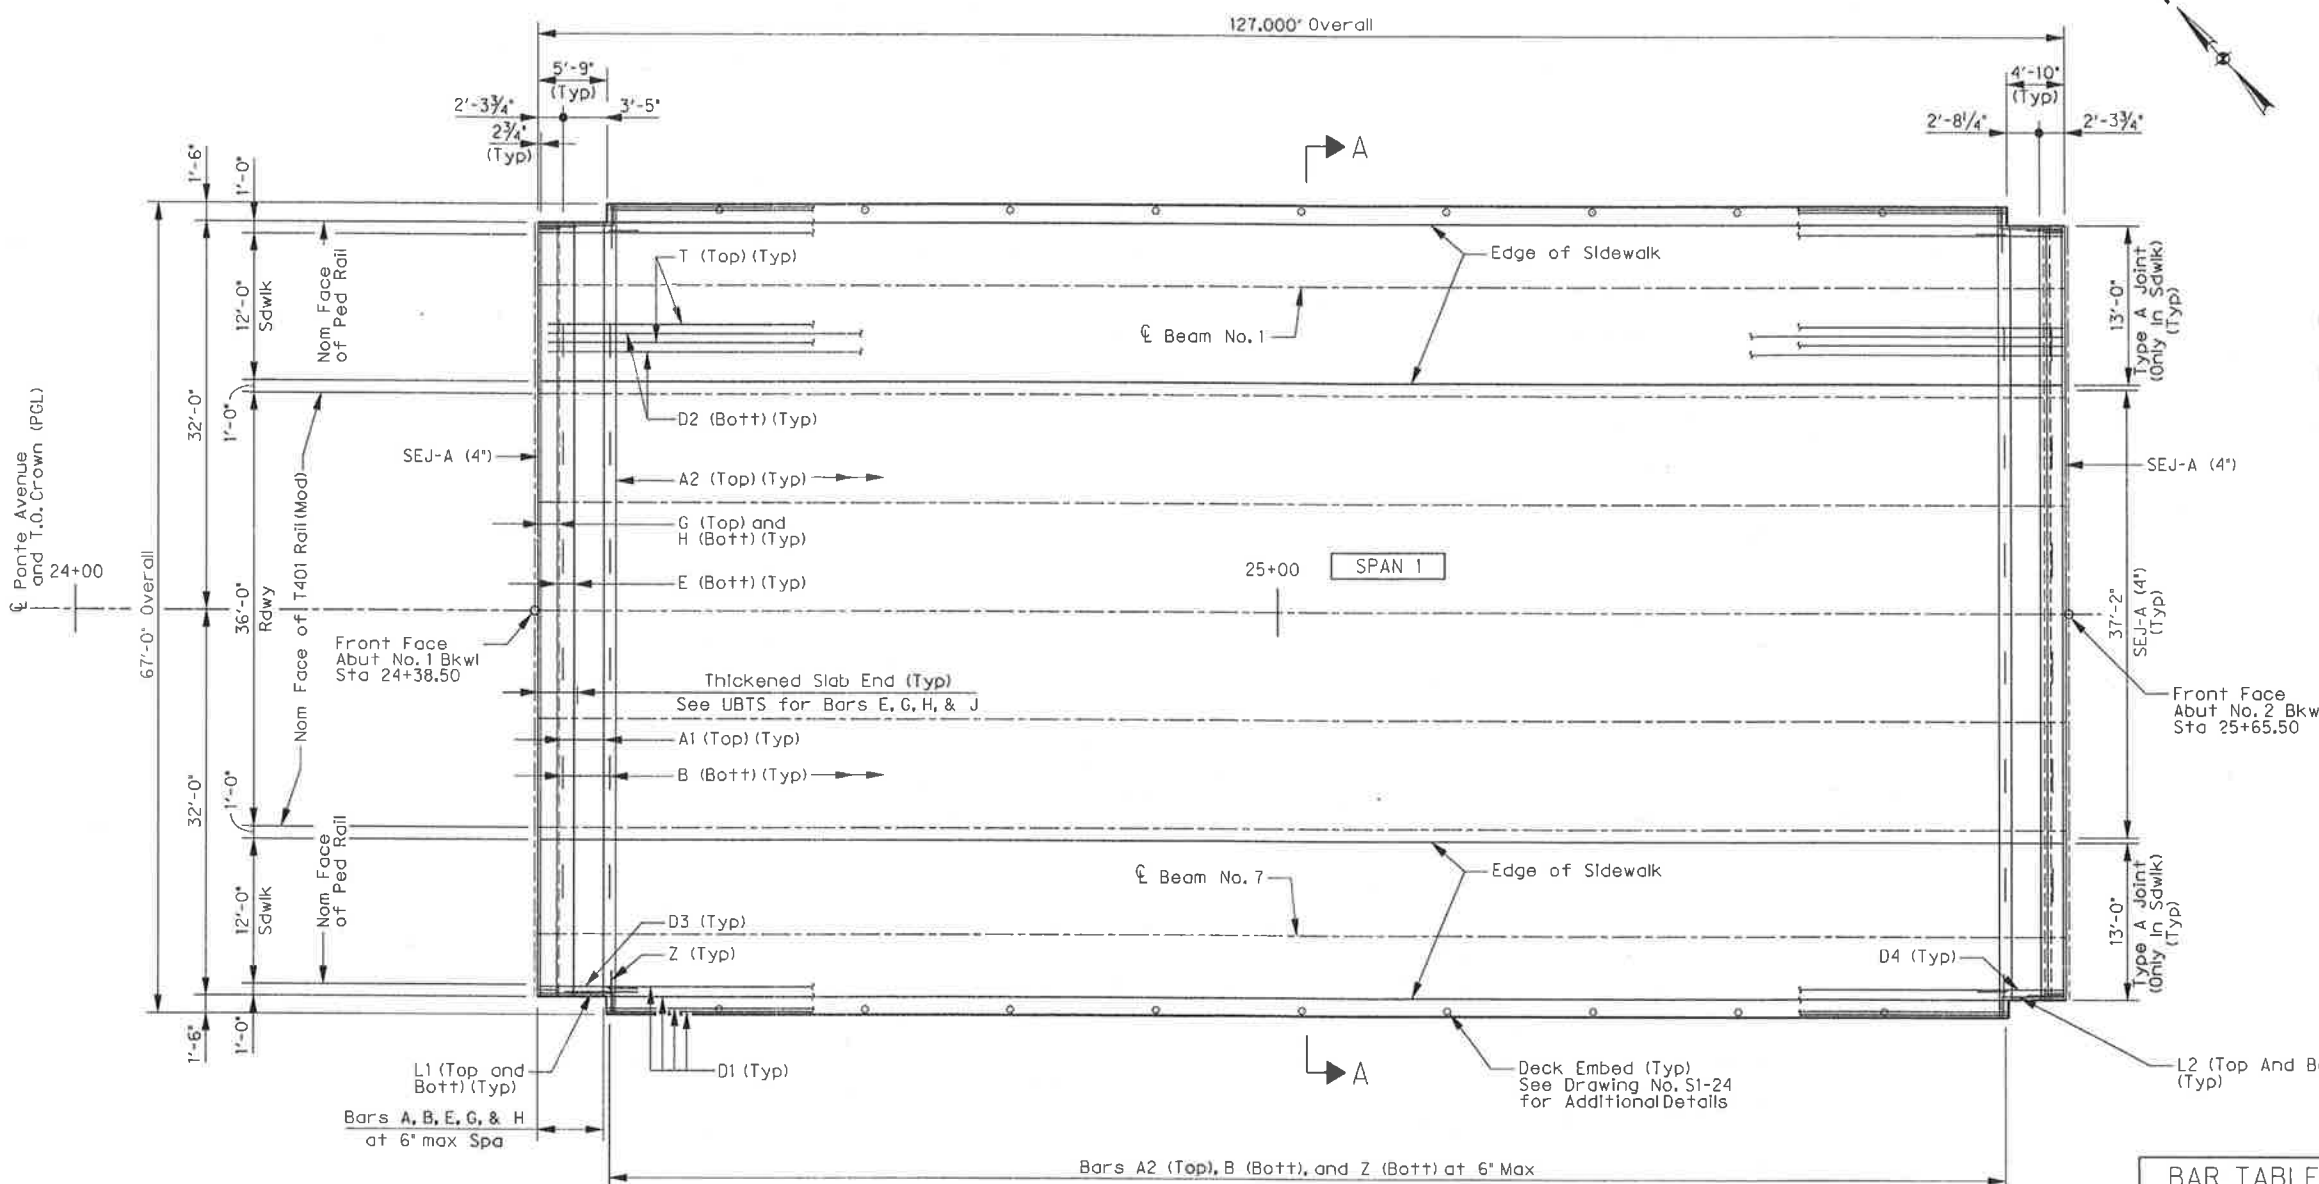 127.000' Overall
5'-9"
(Typ)
4'-10"
(Typ)
2'-3¾"
3'-5"
2'-8¼"
2'-3¾"
2¾"
(Typ)
A
1'-6"
1'-0"
T (Top) (Typ)
Edge of Sidewalk
Nom Face
of Ped Rail
12'-0"
Sdwlk
13'-0"
Type A Joint
(Only In Sdwlk)
(Typ)
℄ Beam No. 1
32'-0"
1'-0"
D2 (Bott) (Typ)
℄ Ponte Avenue
and T.O. Crown (PGL)
SEJ-A (4")
SEJ-A (4")
A2 (Top) (Typ)
Nom Face of T401 Rail (Mod)
G (Top) and
H (Bott) (Typ)
24+00
67'-0" Overall
36'-0"
Rdwy
E (Bott) (Typ)
25+00
SPAN 1
37'-2"
SEJ-A (4")
(Typ)
Front Face
Abut No. 1 Bkwl
Sta 24+38.50
Thickened Slab End (Typ)
See UBTS for Bars E, G, H, & J
Front Face
Abut No. 2 Bkw
Sta 25+65.50
A1 (Top) (Typ)
B (Bott) (Typ)
32'-0"
1'-0"
Nom Face
of Ped Rail
12'-0"
Sdwlk
℄ Beam No. 7
Edge of Sidewalk
13'-0"
Type A Joint
(Only In Sdwlk)
(Typ)
D3 (Typ)
Z (Typ)
D4 (Typ)
1'-6"
1'-0"
L1 (Top and
Bott) (Typ)
D1 (Typ)
A
Deck Embed (Typ)
See Drawing No. S1-24
for Additional Details
L2 (Top And B
(Typ)
Bars A, B, E, G, & H
at 6" max Spa
Bars A2 (Top), B (Bott), and Z (Bott) at 6" Max
BAR TABLE